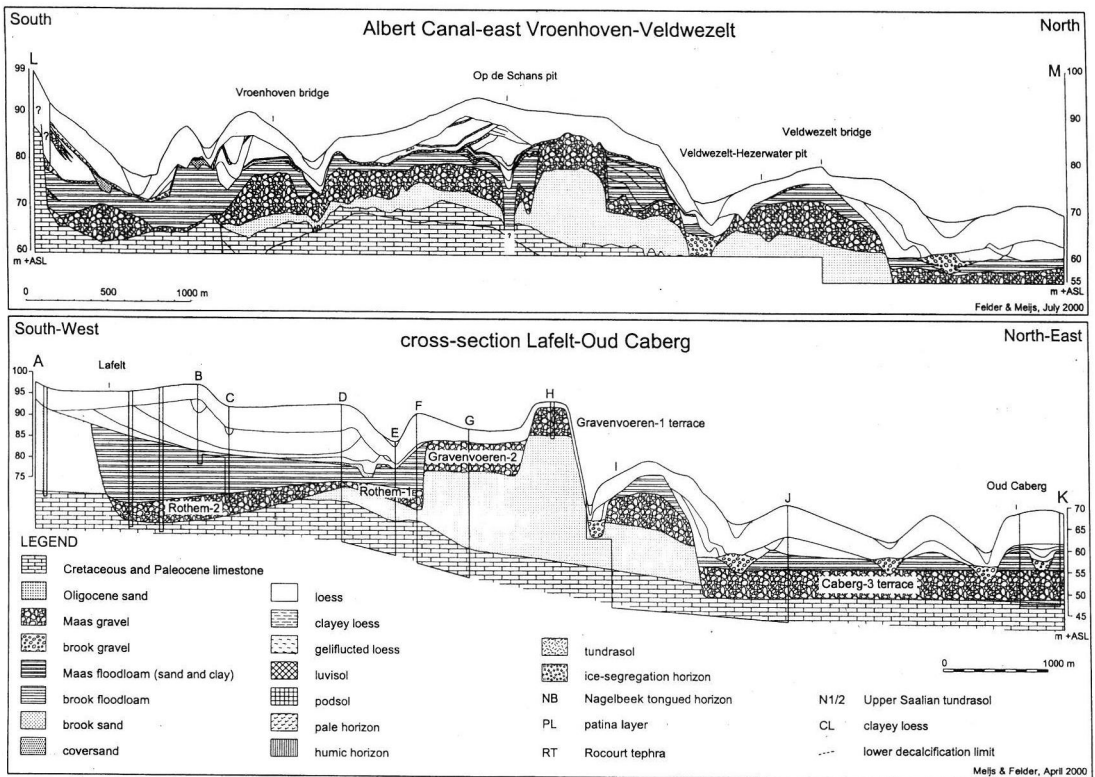 South
Albert Canal-east Vroenhoven-Veldwezelt
North
L
M
99
90
80
70
60
m +ASL
100
90
80
70
60
55
m +ASL
Vroenhoven bridge
Op de Schans pit
Veldwezelt-Hezerwater pit
Veldwezelt bridge
?
?
?
0 500 1000 m
Felder & Meijs, July 2000
South-West
cross-section Lafelt-Oud Caberg
North-East
A
Lafelt
B
C
D
E
F
G
H
I
J
Oud Caberg
K
100
95
90
85
80
75
70
65
60
55
50
45
m +ASL
Gravenvoeren-1 terrace
Gravenvoeren-2
Rothem-1
Rothem-2
Caberg-3 terrace
0 1000 m
LEGEND
Cretaceous and Paleocene limestone
Oligocene sand
Maas gravel
brook gravel
Maas floodloam (sand and clay)
brook floodloam
brook sand
coversand
loess
clayey loess
geliflucted loess
luvisol
podsol
pale horizon
humic horizon
tundrasol
ice-segregation horizon
NB Nagelbeek tongued horizon
PL patina layer
RT Rocourt tephra
N1/2 Upper Saalian tundrasol
CL clayey loess
lower decalcification limit
Meijs & Felder, April 2000